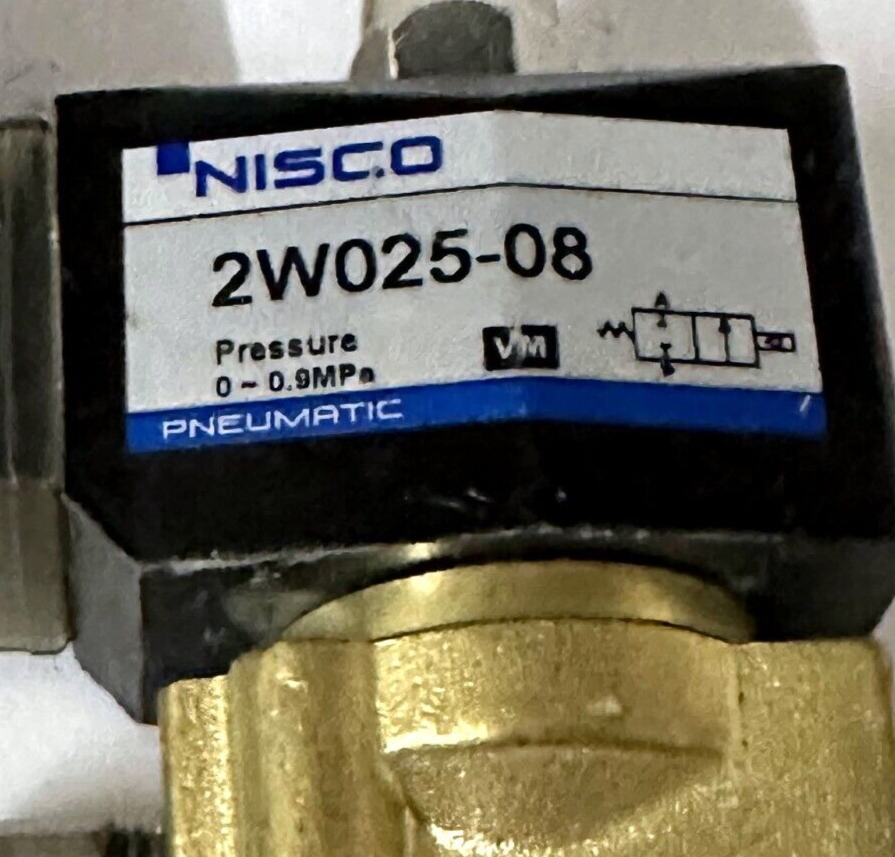 NISCO
2W025-08
Pressure
0 ~ 0.9MPa
VM
A
PNEUMATIC